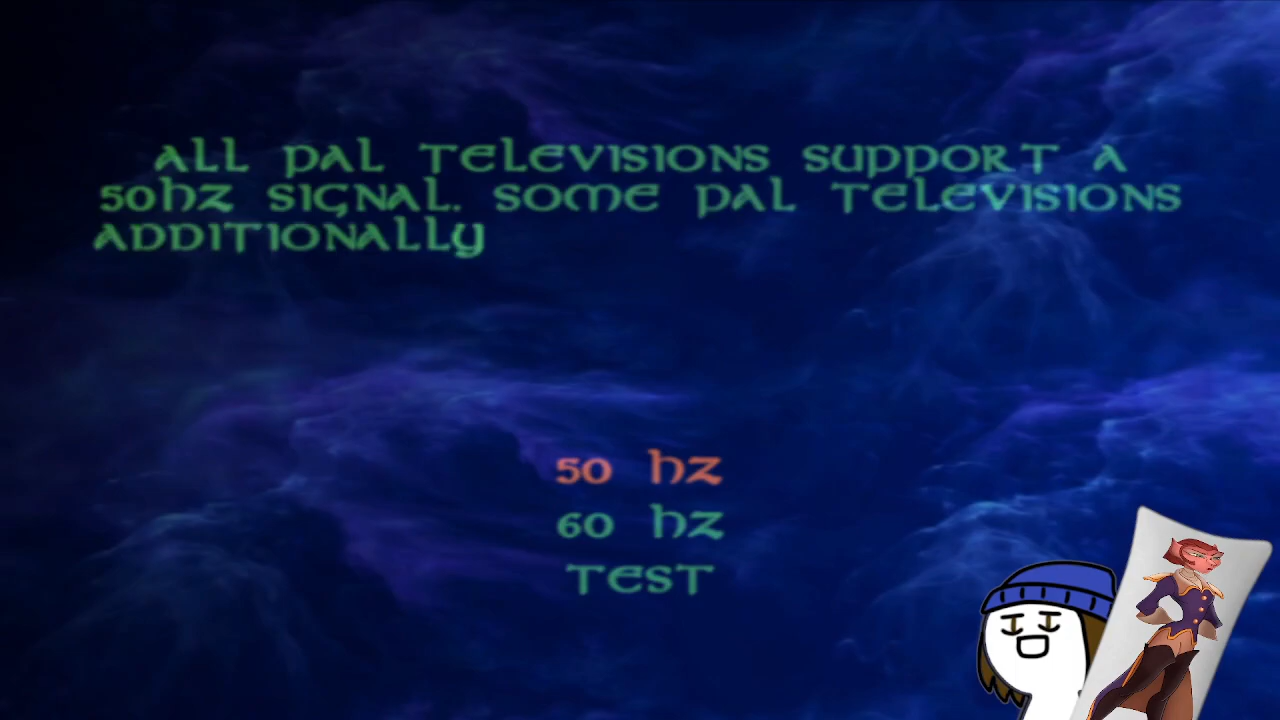 ALL PAL TELEVISIONS SUPPORT A
50HZ SIGNAL. SOME PAL TELEVISIONS
ADDITIONALLY
50 HZ
60 HZ
TEST